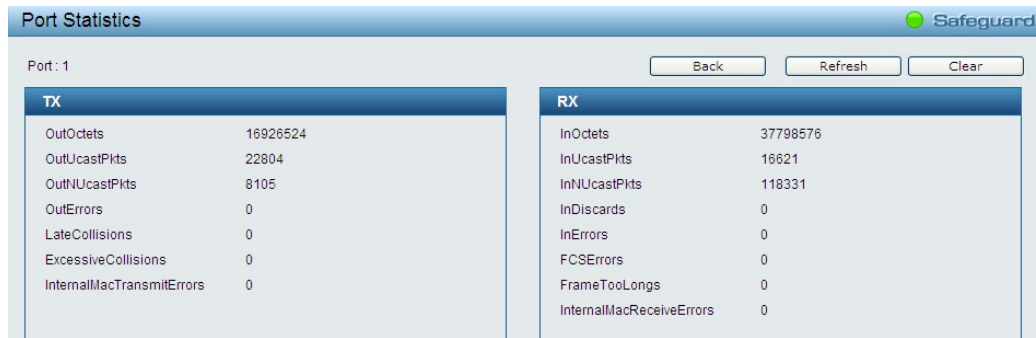 Port Statistics
Safeguard
Port : 1
Back
Refresh
Clear
TX
OutOctets 16926524
OutUcastPkts 22804
OutNUcastPkts 8105
OutErrors 0
LateCollisions 0
ExcessiveCollisions 0
InternalMacTransmitErrors 0
RX
InOctets 37798576
InUcastPkts 16621
InNUcastPkts 118331
InDiscards 0
InErrors 0
FCSErrors 0
FrameTooLongs 0
InternalMacReceiveErrors 0